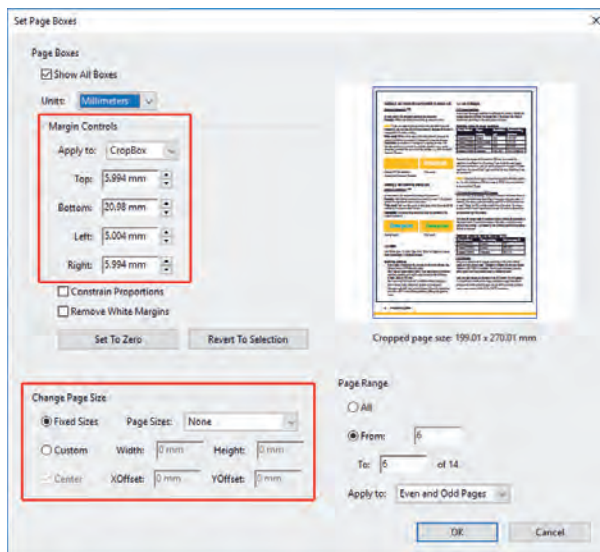 Set Page Boxes
Page Boxes
Show All Boxes
Units: Millimeters
Margin Controls
Apply to: CropBox
Top: 5.994 mm
Bottom: 20.98 mm
Left: 5.004 mm
Right: 5.994 mm
Constrain Proportions
Remove White Margins
Set To Zero Revert To Selection
Cropped page size: 199.01 x 270.01 mm
Change Page Size
Fixed Sizes Page Sizes: None
Custom Width: 0 mm Height: 0 mm
Center XOffset: 0 mm YOffset: 0 mm
Page Range
All
From: 6
To: 6 of 14
Apply to: Even and Odd Pages
OK Cancel